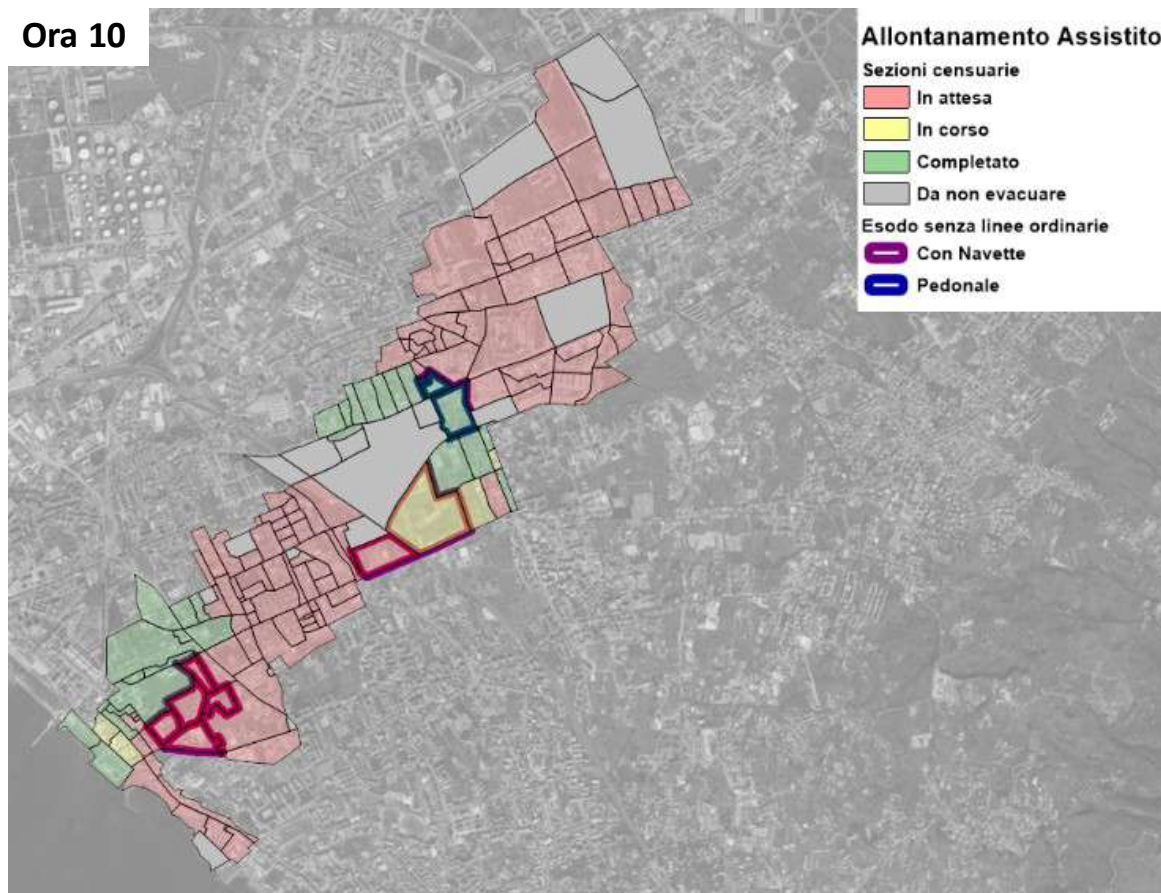 Ora 10
Allontanamento Assistito
Sezioni censuarie
In attesa
In corso
Completato
Da non evacuare
Esodo senza linee ordinarie
Con Navette
Pedonale